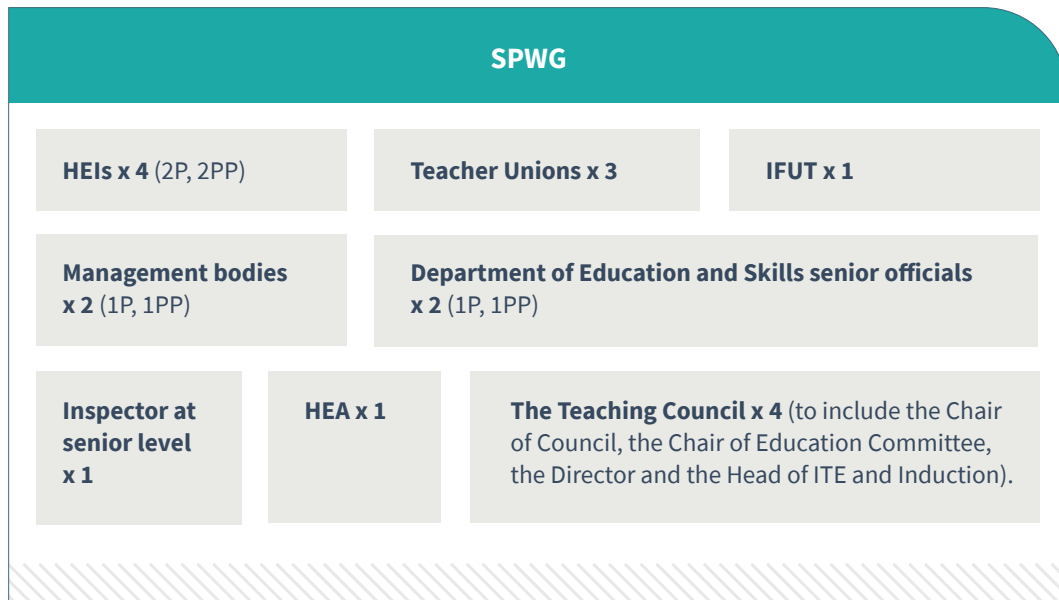 SPWG
HEIs x 4 (2P, 2PP)
Teacher Unions x 3
IFUT x 1
Management bodies
x 2 (1P, 1PP)
Department of Education and Skills senior officials
x 2 (1P, 1PP)
Inspector at
senior level
x 1
HEA x 1
The Teaching Council x 4 (to include the Chair
of Council, the Chair of Education Committee,
the Director and the Head of ITE and Induction).